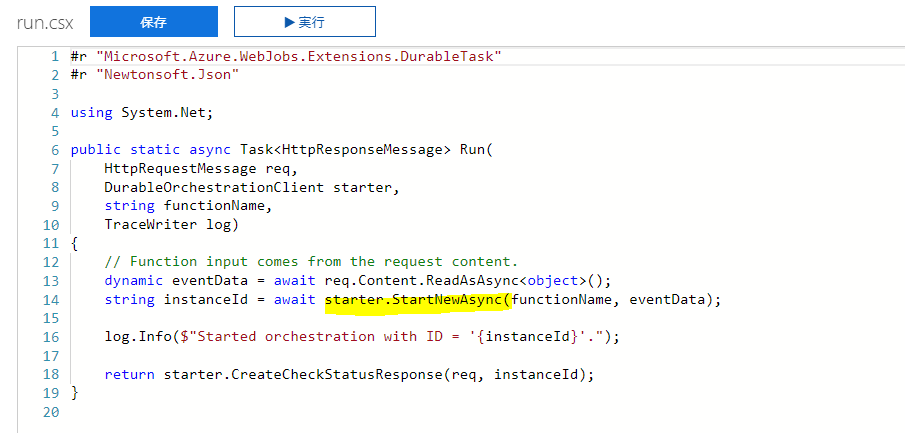 run.csx 保存 ▶ 実行
1 #r "Microsoft.Azure.WebJobs.Extensions.DurableTask"
2 #r "Newtonsoft.Json"
3
4 using System.Net;
5
6 public static async Task<HttpResponseMessage> Run(
7     HttpRequestMessage req,
8     DurableOrchestrationClient starter,
9     string functionName,
10     TraceWriter log)
11 {
12     // Function input comes from the request content.
13     dynamic eventData = await req.Content.ReadAsAsync<object>();
14     string instanceId = await starter.StartNewAsync(functionName, eventData);
15
16     log.Info($"Started orchestration with ID = '{instanceId}'.");
17
18     return starter.CreateCheckStatusResponse(req, instanceId);
19 }
20